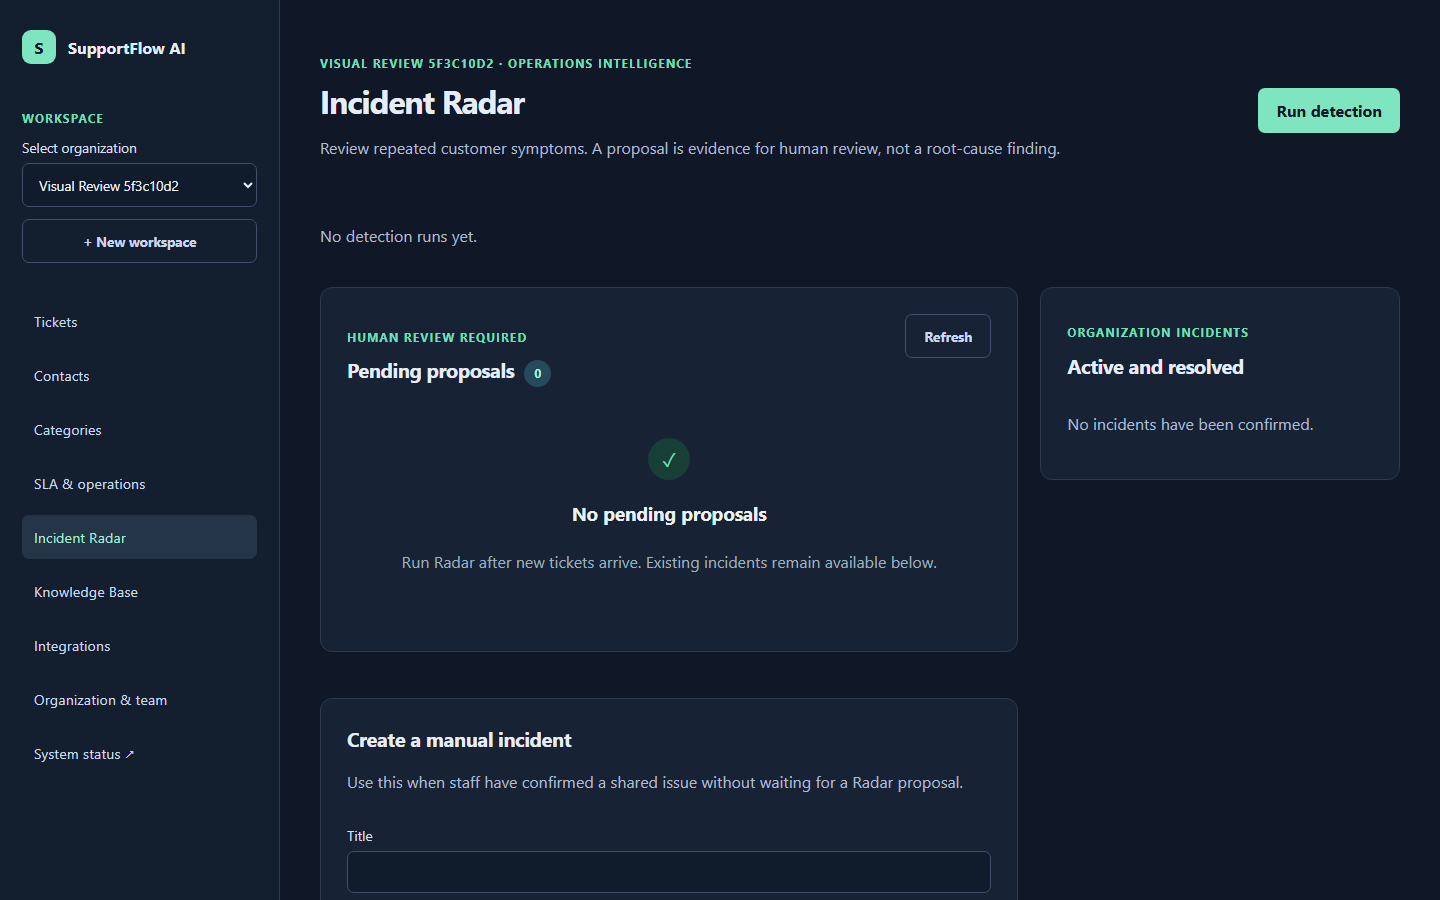 S
SupportFlow AI
WORKSPACE
Select organization
Visual Review 5f3c10d2
+ New workspace
Tickets
Contacts
Categories
SLA & operations
Incident Radar
Knowledge Base
Integrations
Organization & team
System status ↗
VISUAL REVIEW 5F3C10D2 · OPERATIONS INTELLIGENCE
Incident Radar
Review repeated customer symptoms. A proposal is evidence for human review, not a root-cause finding.
Run detection
No detection runs yet.
HUMAN REVIEW REQUIRED
Pending proposals 0
Refresh
✓
No pending proposals
Run Radar after new tickets arrive. Existing incidents remain available below.
ORGANIZATION INCIDENTS
Active and resolved
No incidents have been confirmed.
Create a manual incident
Use this when staff have confirmed a shared issue without waiting for a Radar proposal.
Title